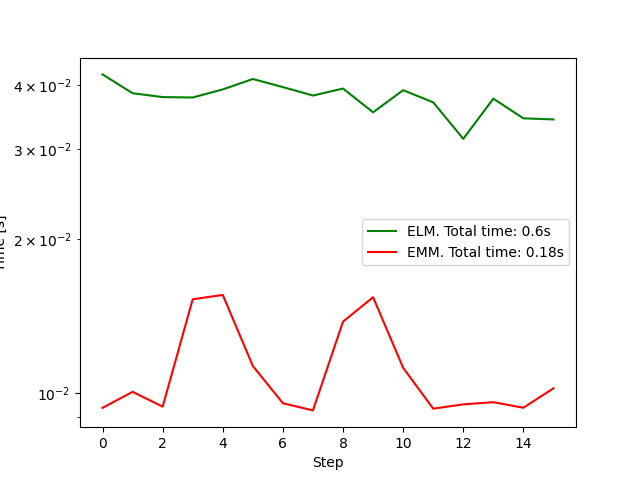 4 × 10⁻²
3 × 10⁻²
2 × 10⁻²
10⁻²
Time [s]
ELM. Total time: 0.6s
EMM. Total time: 0.18s
0 2 4 6 8 10 12 14
Step